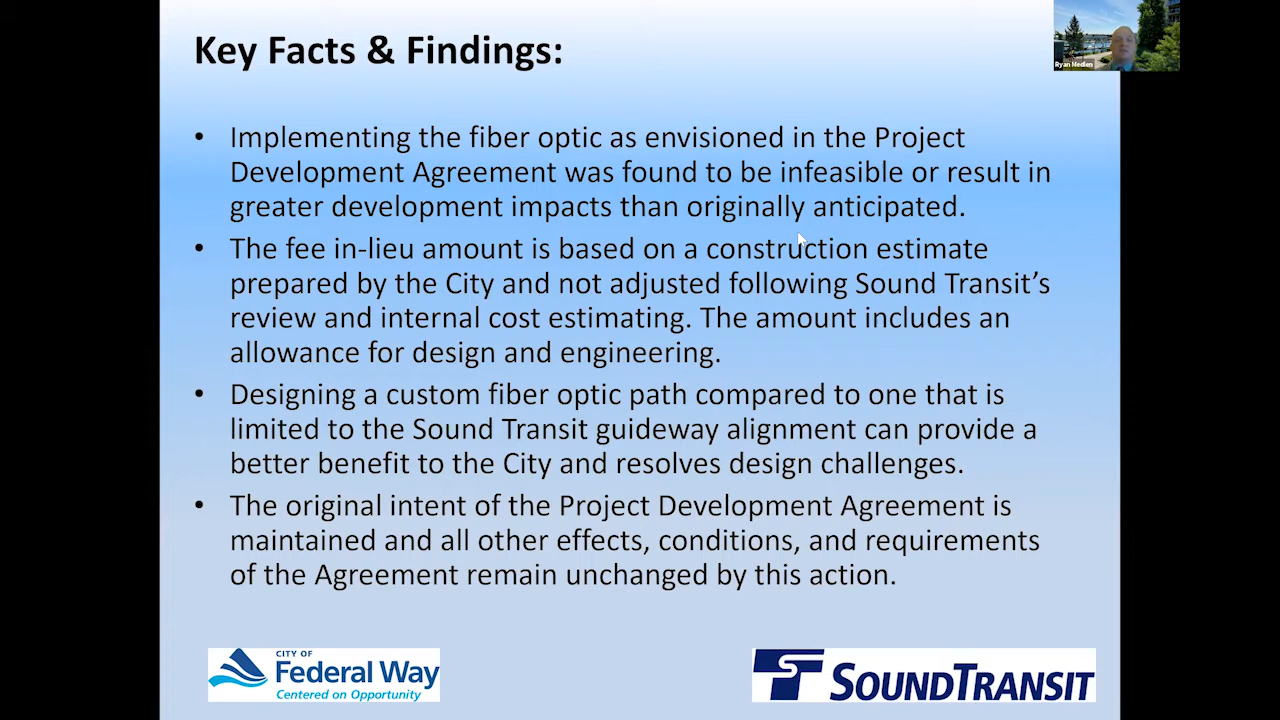 Key Facts & Findings:
Ryan Medlen
• Implementing the fiber optic as envisioned in the Project
Development Agreement was found to be infeasible or result in
greater development impacts than originally anticipated.
• The fee in-lieu amount is based on a construction estimate
prepared by the City and not adjusted following Sound Transit’s
review and internal cost estimating. The amount includes an
allowance for design and engineering.
• Designing a custom fiber optic path compared to one that is
limited to the Sound Transit guideway alignment can provide a
better benefit to the City and resolves design challenges.
• The original intent of the Project Development Agreement is
maintained and all other effects, conditions, and requirements
of the Agreement remain unchanged by this action.
CITY OF
Federal Way
Centered on Opportunity
SOUNDTRANSIT